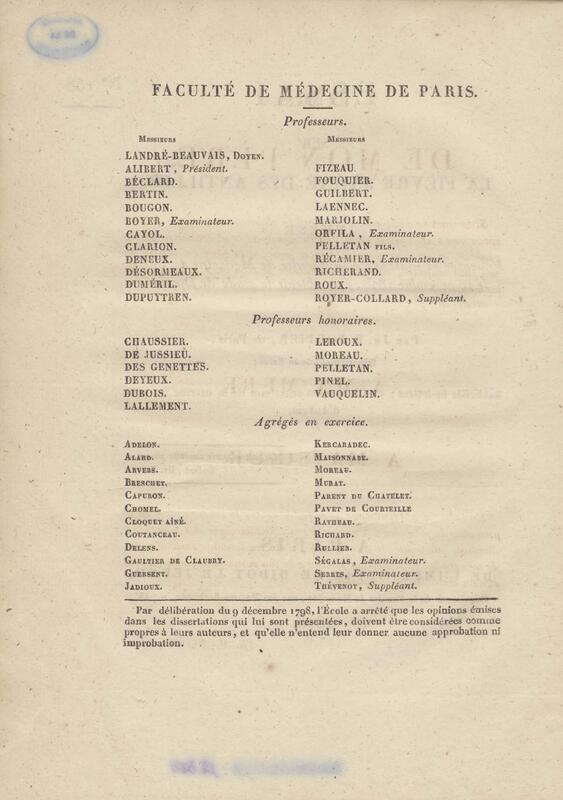 FACULTÉ DE MÉDECINE DE PARIS.
Professeurs.
Messieurs
LANDRÉ-BEAUVAIS, Doyen.
ALIBERT, Président.
BÉCLARD.
BERTIN.
BOUGON.
BOYER, Examinateur.
CAYOL.
CLARION.
DENEUX.
DÉSORMEAUX.
DUMÉRIL.
DUPUYTREN.
Messieurs
FIZEAU.
FOUQUIER.
GUILBERT.
LAENNEC.
MARJOLIN.
ORFILA, Examinateur.
PELLETAN fils.
RÉCAMIER, Examinateur.
RICHERAND.
ROUX.
ROYER-COLLARD, Suppléant.
Professeurs honoraires.
CHAUSSIER.
DE JUSSIEU.
DES GENETTES.
DEYEUX.
DUBOIS.
LALLEMENT.
LEROUX.
MOREAU.
PELLETAN.
PINEL.
VAUQUELIN.
Agrégés en exercice.
Adelon.
Alard.
Arvers.
Breschet.
Capuron.
Chomel.
Cloquet aîné.
Coutanceau.
Delens.
Gaultier de Claubry.
Guersent.
Jadioux.
Kergaradec.
Maisonnabe.
Moreau.
Murat.
Parent du Chatelet.
Pavet de Courteille
Ratheau.
Richard.
Rullier.
Ségalas, Examinateur.
Serres, Examinateur.
Thévenot, Suppléant.
Par délibération du 9 décembre 1798, l'École a arrêté que les opinions émises
dans les dissertations qui lui sont présentées, doivent être considérées comme
propres à leurs auteurs, et qu'elle n'entend leur donner aucune approbation ni
improbation.